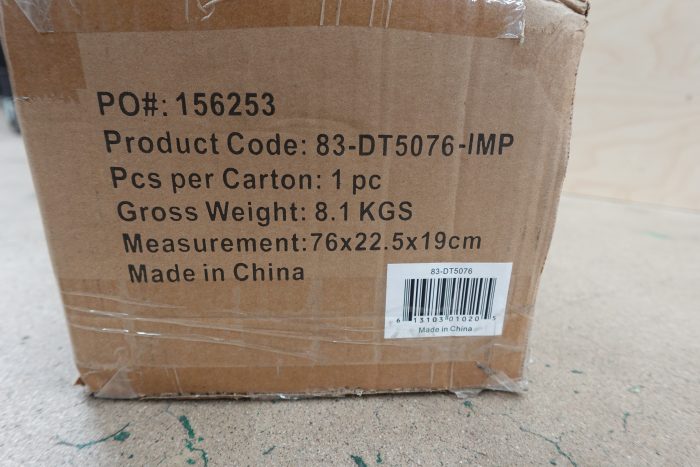 PO#: 156253
Product Code: 83-DT5076-IMP
Pcs per Carton: 1 pc
Gross Weight: 8.1 KGS
Measurement:76x22.5x19cm
Made in China
83-DT5076
6 13103 01020 5
Made in China